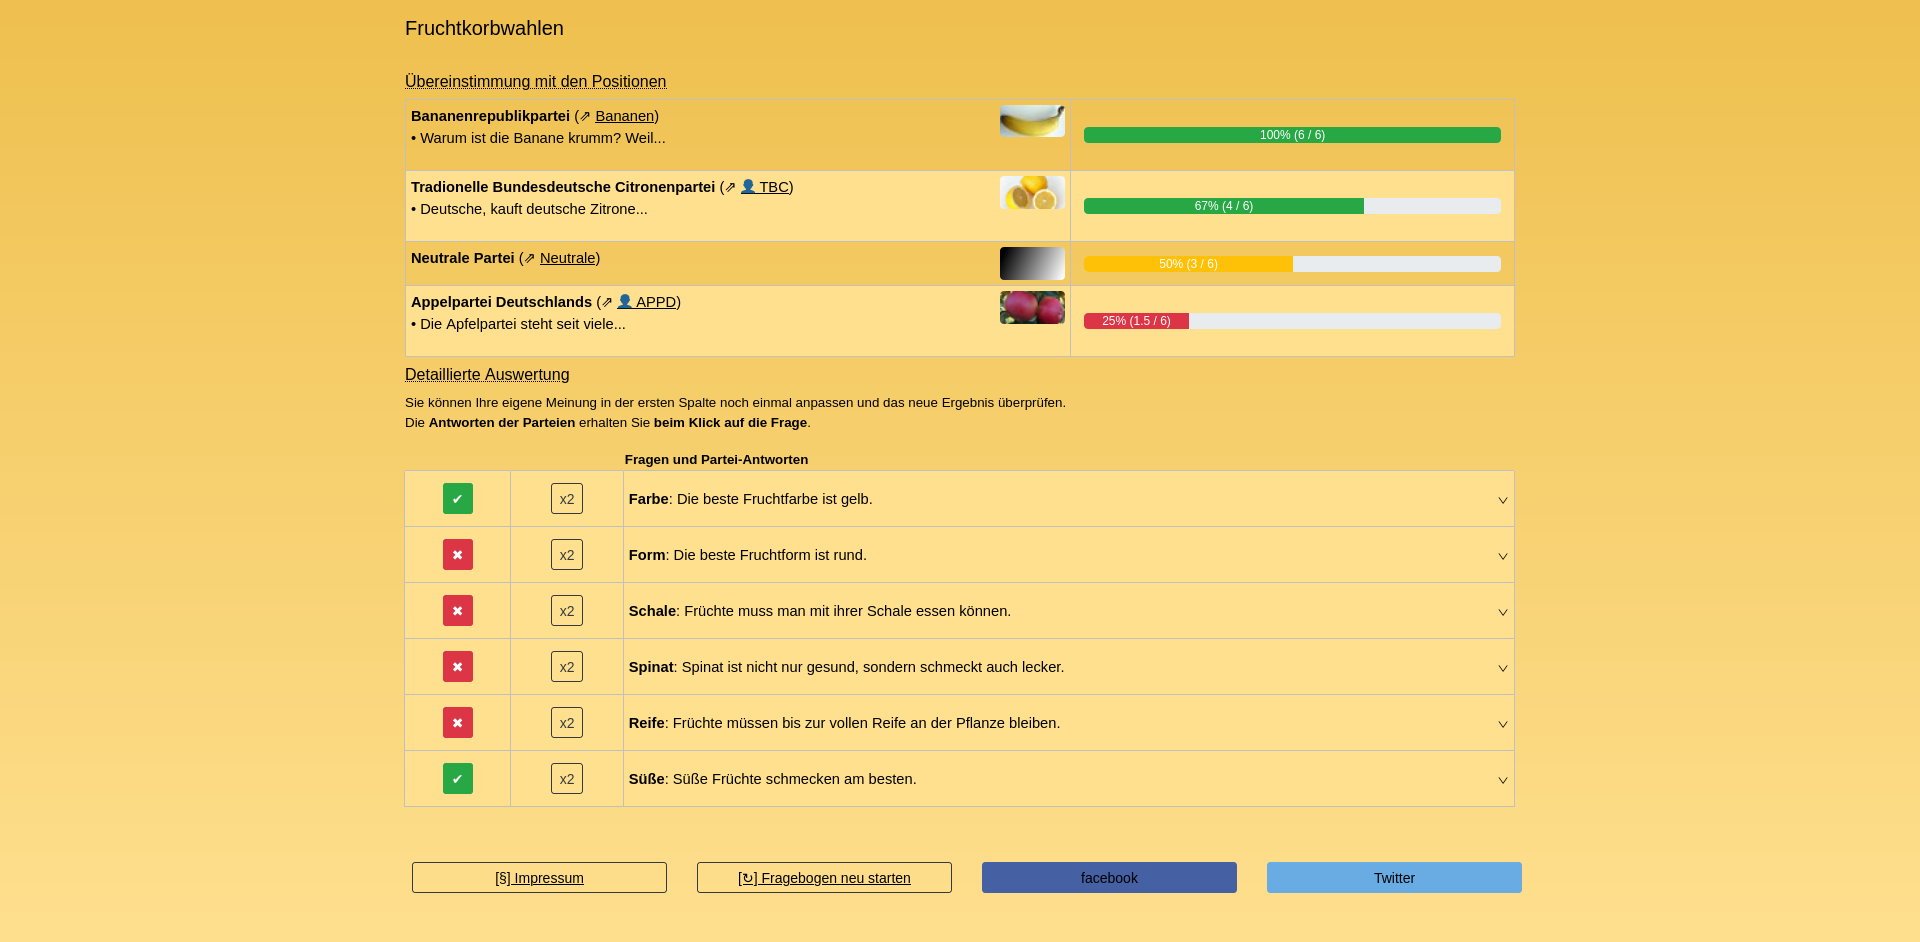 Fruchtkorbwahlen
Übereinstimmung mit den Positionen
Bananenrepublikpartei (⇗ Bananen)
• Warum ist die Banane krumm? Weil...
100% (6 / 6)
Tradionelle Bundesdeutsche Citronenpartei (⇗ 👤 TBC)
• Deutsche, kauft deutsche Zitrone...
67% (4 / 6)
Neutrale Partei (⇗ Neutrale)
50% (3 / 6)
Appelpartei Deutschlands (⇗ 👤 APPD)
• Die Apfelpartei steht seit viele...
25% (1.5 / 6)
Detaillierte Auswertung
Sie können Ihre eigene Meinung in der ersten Spalte noch einmal anpassen und das neue Ergebnis überprüfen.
Die Antworten der Parteien erhalten Sie beim Klick auf die Frage.
Fragen und Partei-Antworten
✔ x2 Farbe: Die beste Fruchtfarbe ist gelb.
✖ x2 Form: Die beste Fruchtform ist rund.
✖ x2 Schale: Früchte muss man mit ihrer Schale essen können.
✖ x2 Spinat: Spinat ist nicht nur gesund, sondern schmeckt auch lecker.
✖ x2 Reife: Früchte müssen bis zur vollen Reife an der Pflanze bleiben.
✔ x2 Süße: Süße Früchte schmecken am besten.
[§] Impressum [↻] Fragebogen neu starten facebook Twitter